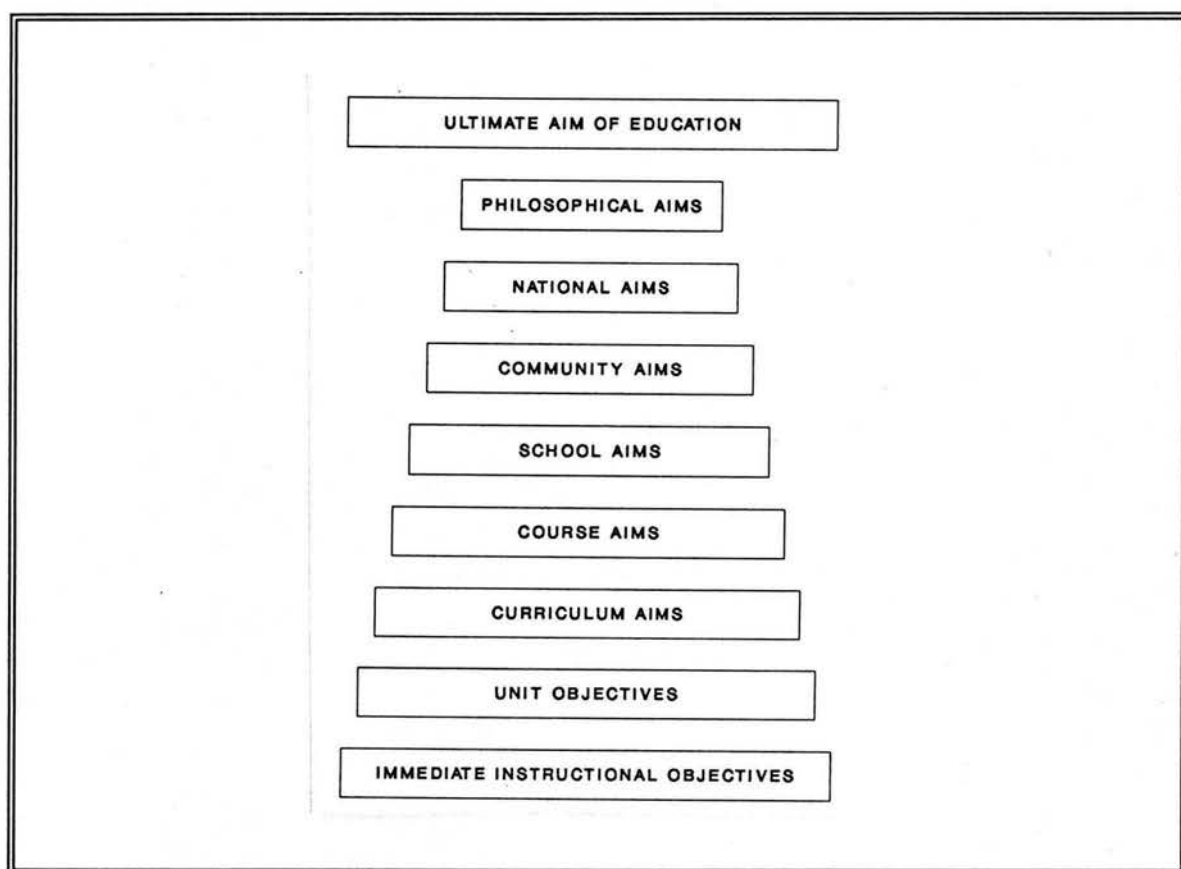 ULTIMATE AIM OF EDUCATION
PHILOSOPHICAL AIMS
NATIONAL AIMS
COMMUNITY AIMS
SCHOOL AIMS
COURSE AIMS
CURRICULUM AIMS
UNIT OBJECTIVES
IMMEDIATE INSTRUCTIONAL OBJECTIVES